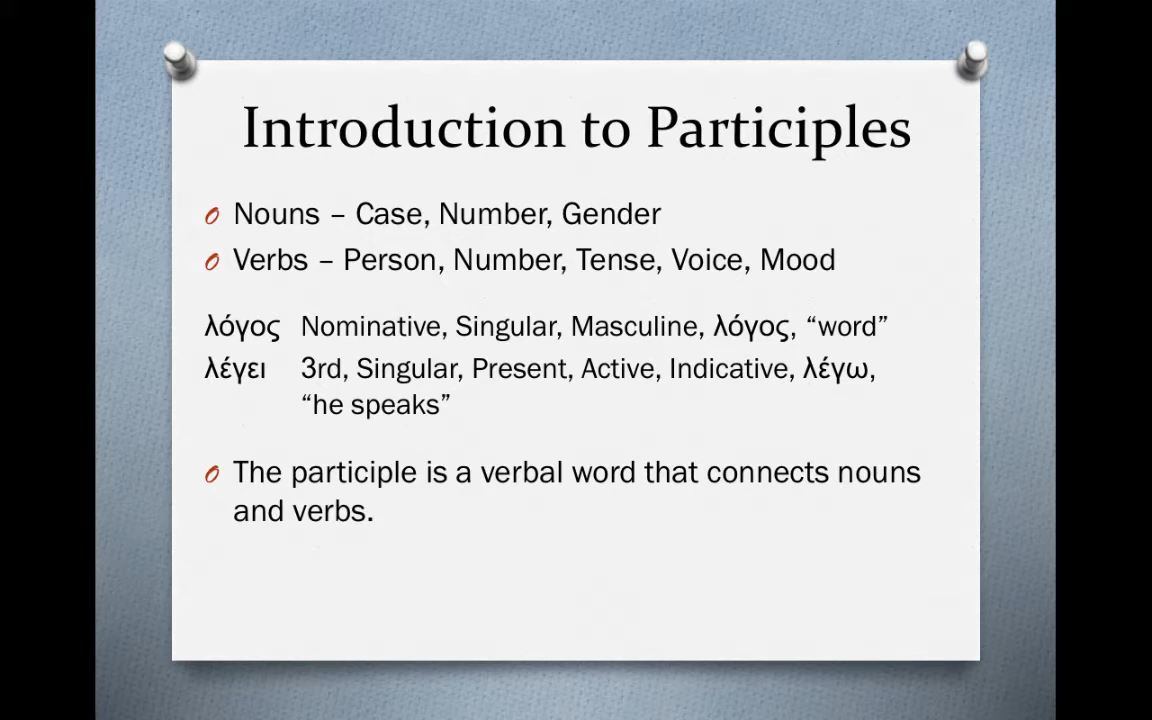 Introduction to Participles
Nouns – Case, Number, Gender
Verbs – Person, Number, Tense, Voice, Mood
λόγος Nominative, Singular, Masculine, λόγος, “word”
λέγει 3rd, Singular, Present, Active, Indicative, λέγω,
“he speaks”
The participle is a verbal word that connects nouns
and verbs.